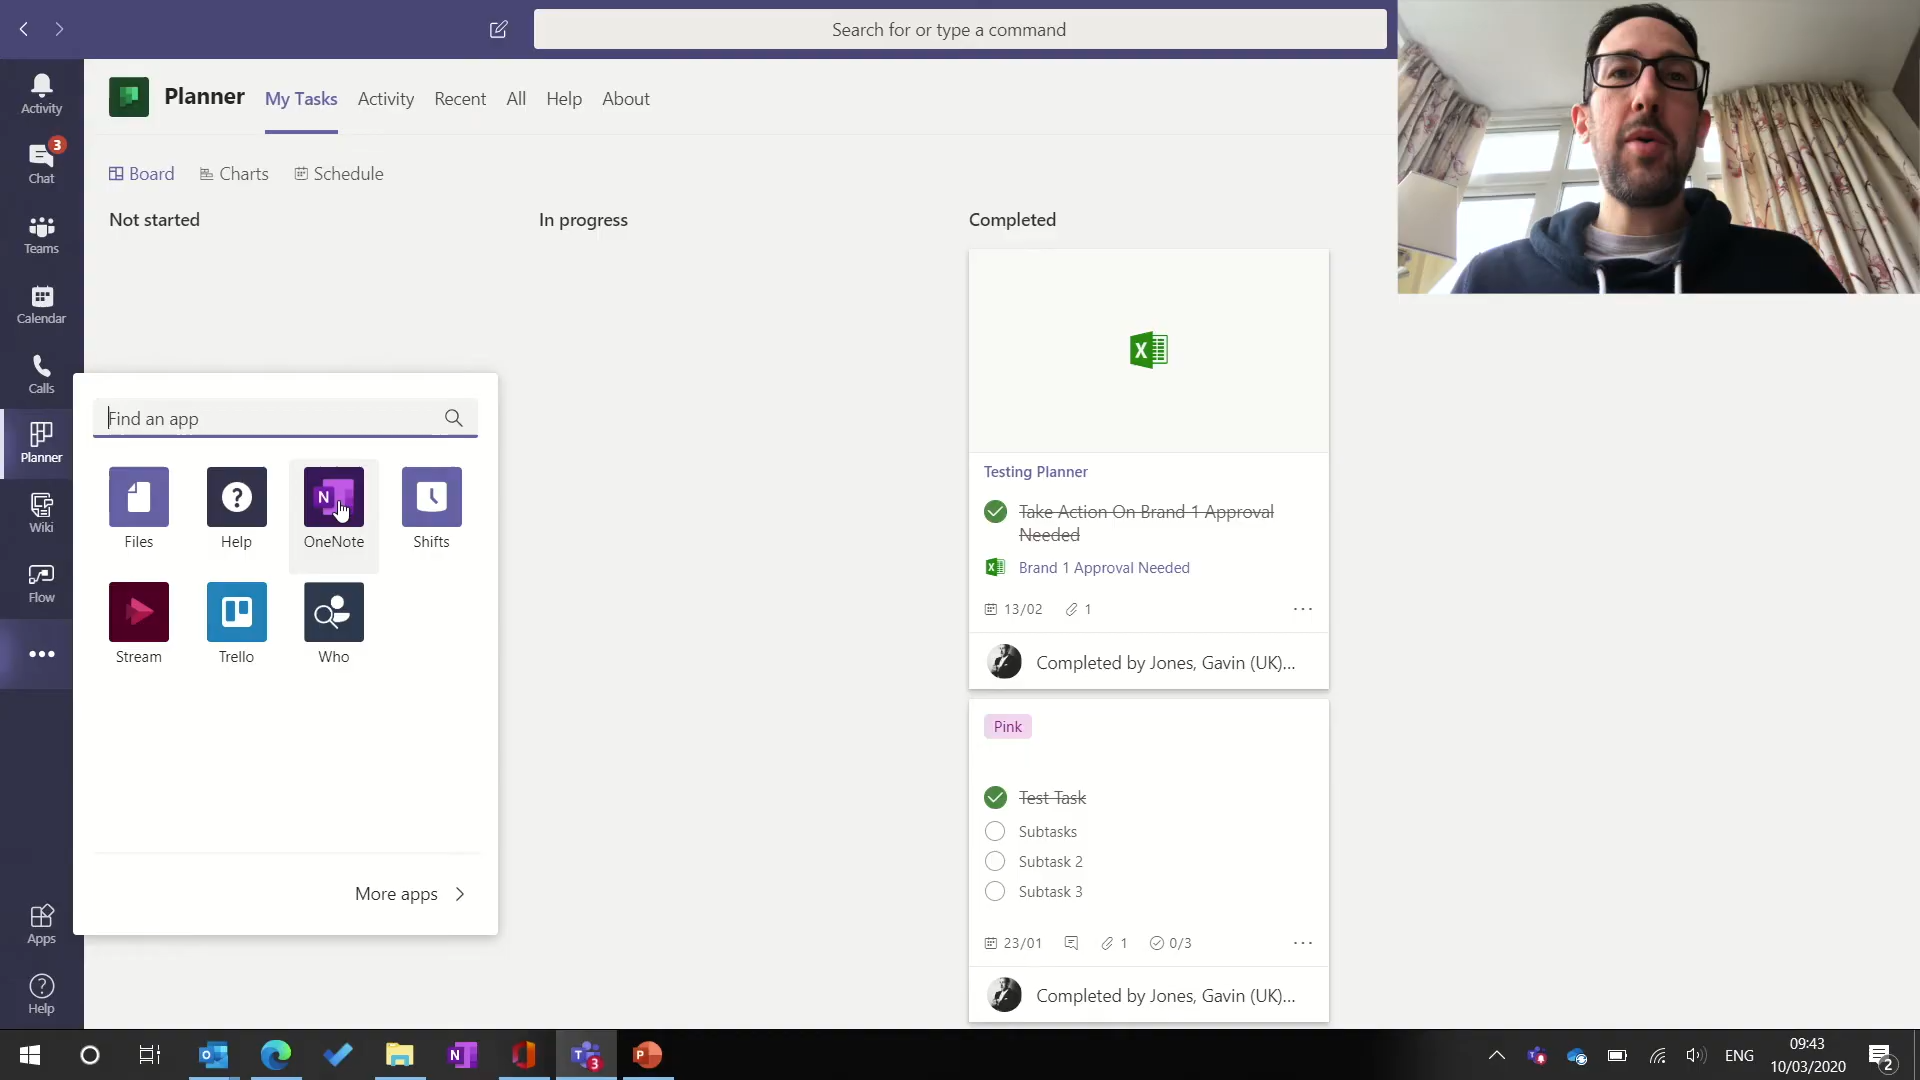 Search for or type a command
Activity
3
Chat
Teams
Calendar
Calls
Planner
Wiki
Flow
Apps
Help
Planner
My Tasks
Activity
Recent
All
Help
About
Board
Charts
Schedule
Not started
In progress
Completed
Find an app
N
Files
Help
OneNote
Shifts
Stream
Trello
Who
More apps
X
Testing Planner
Take Action On Brand 1 Approval
Needed
Brand 1 Approval Needed
13/02
1
Completed by Jones, Gavin (UK)...
Pink
Test Task
Subtasks
Subtask 2
Subtask 3
23/01
1
0/3
Completed by Jones, Gavin (UK)...
N
T
3
P
ENG
09:43
10/03/2020
2